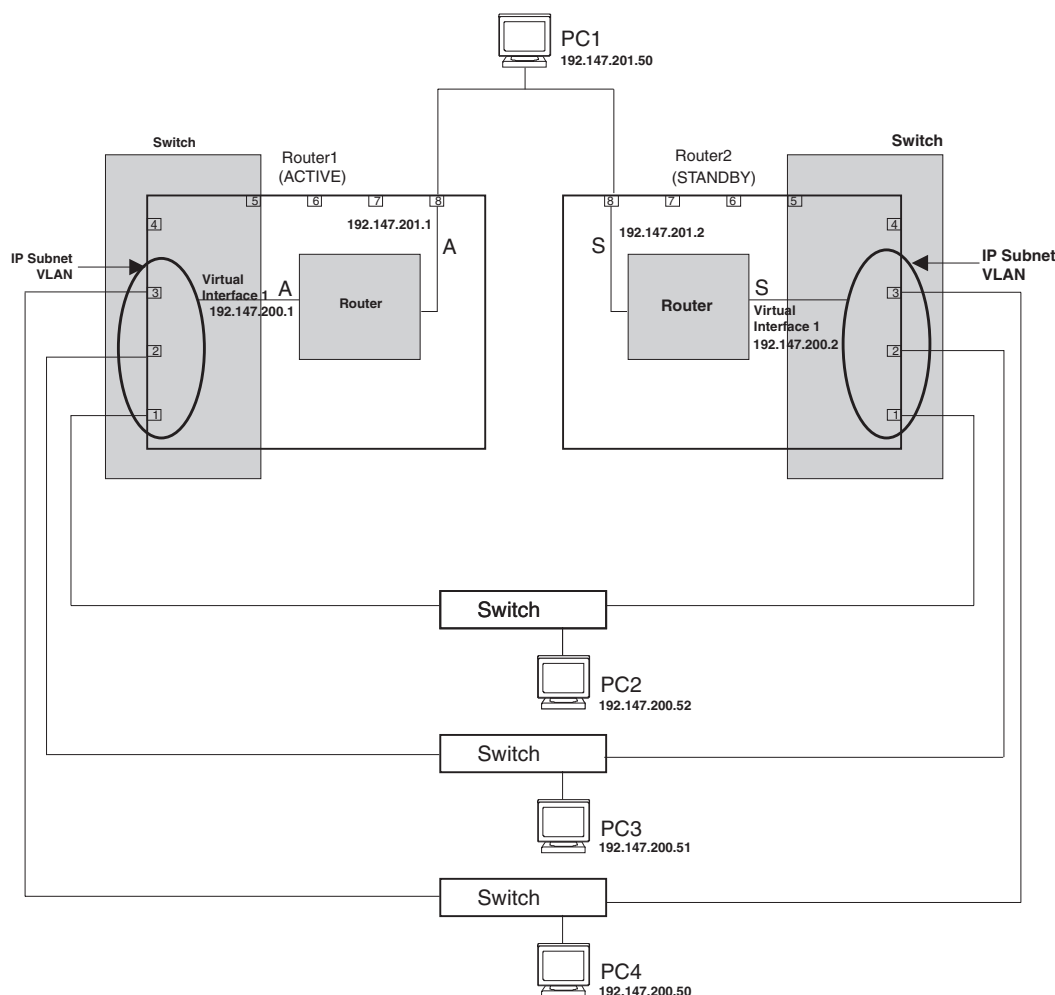 PC1
192.147.201.50
Switch
Switch
Router1
(ACTIVE)
Router2
(STANDBY)
5
6
7
8
8
7
6
5
4
192.147.201.1
A
S
192.147.201.2
4
IP Subnet
VLAN
IP Subnet
VLAN
3
Virtual
Interface 1
192.147.200.1
A
Router
Router
S
Virtual
Interface 1
192.147.200.2
3
2
2
1
1
Switch
PC2
192.147.200.52
Switch
PC3
192.147.200.51
Switch
PC4
192.147.200.50